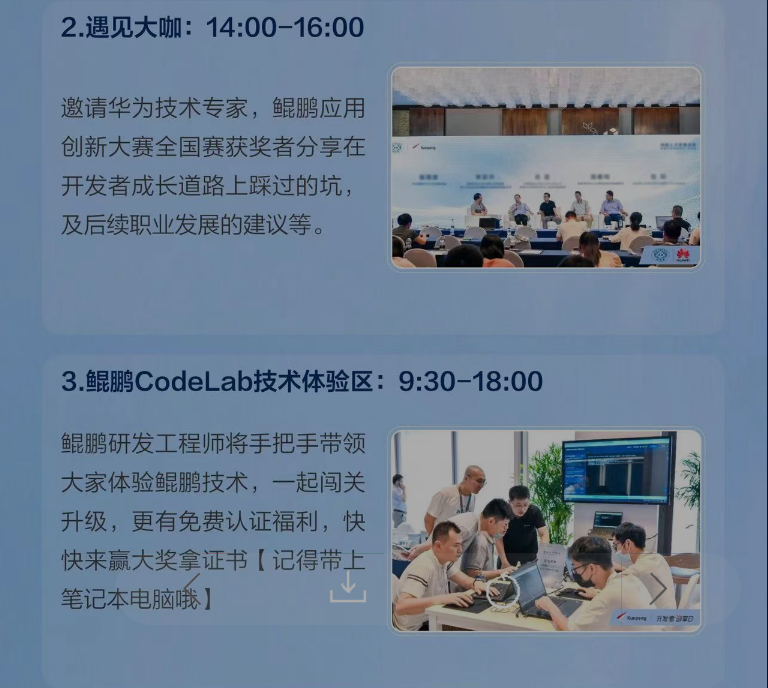 2.遇见大咖：14:00-16:00
邀请华为技术专家，鲲鹏应用
创新大赛全国赛获奖者分享在
开发者成长道路上踩过的坑，
及后续职业发展的建议等。
Kunpeng
HUAWEI
3.鲲鹏CodeLab技术体验区：9:30-18:00
鲲鹏研发工程师将手把手带领
大家体验鲲鹏技术，一起闯关
升级，更有免费认证福利，快
快来赢大奖拿证书【记得带上
笔记本电脑哦】
Kunpeng